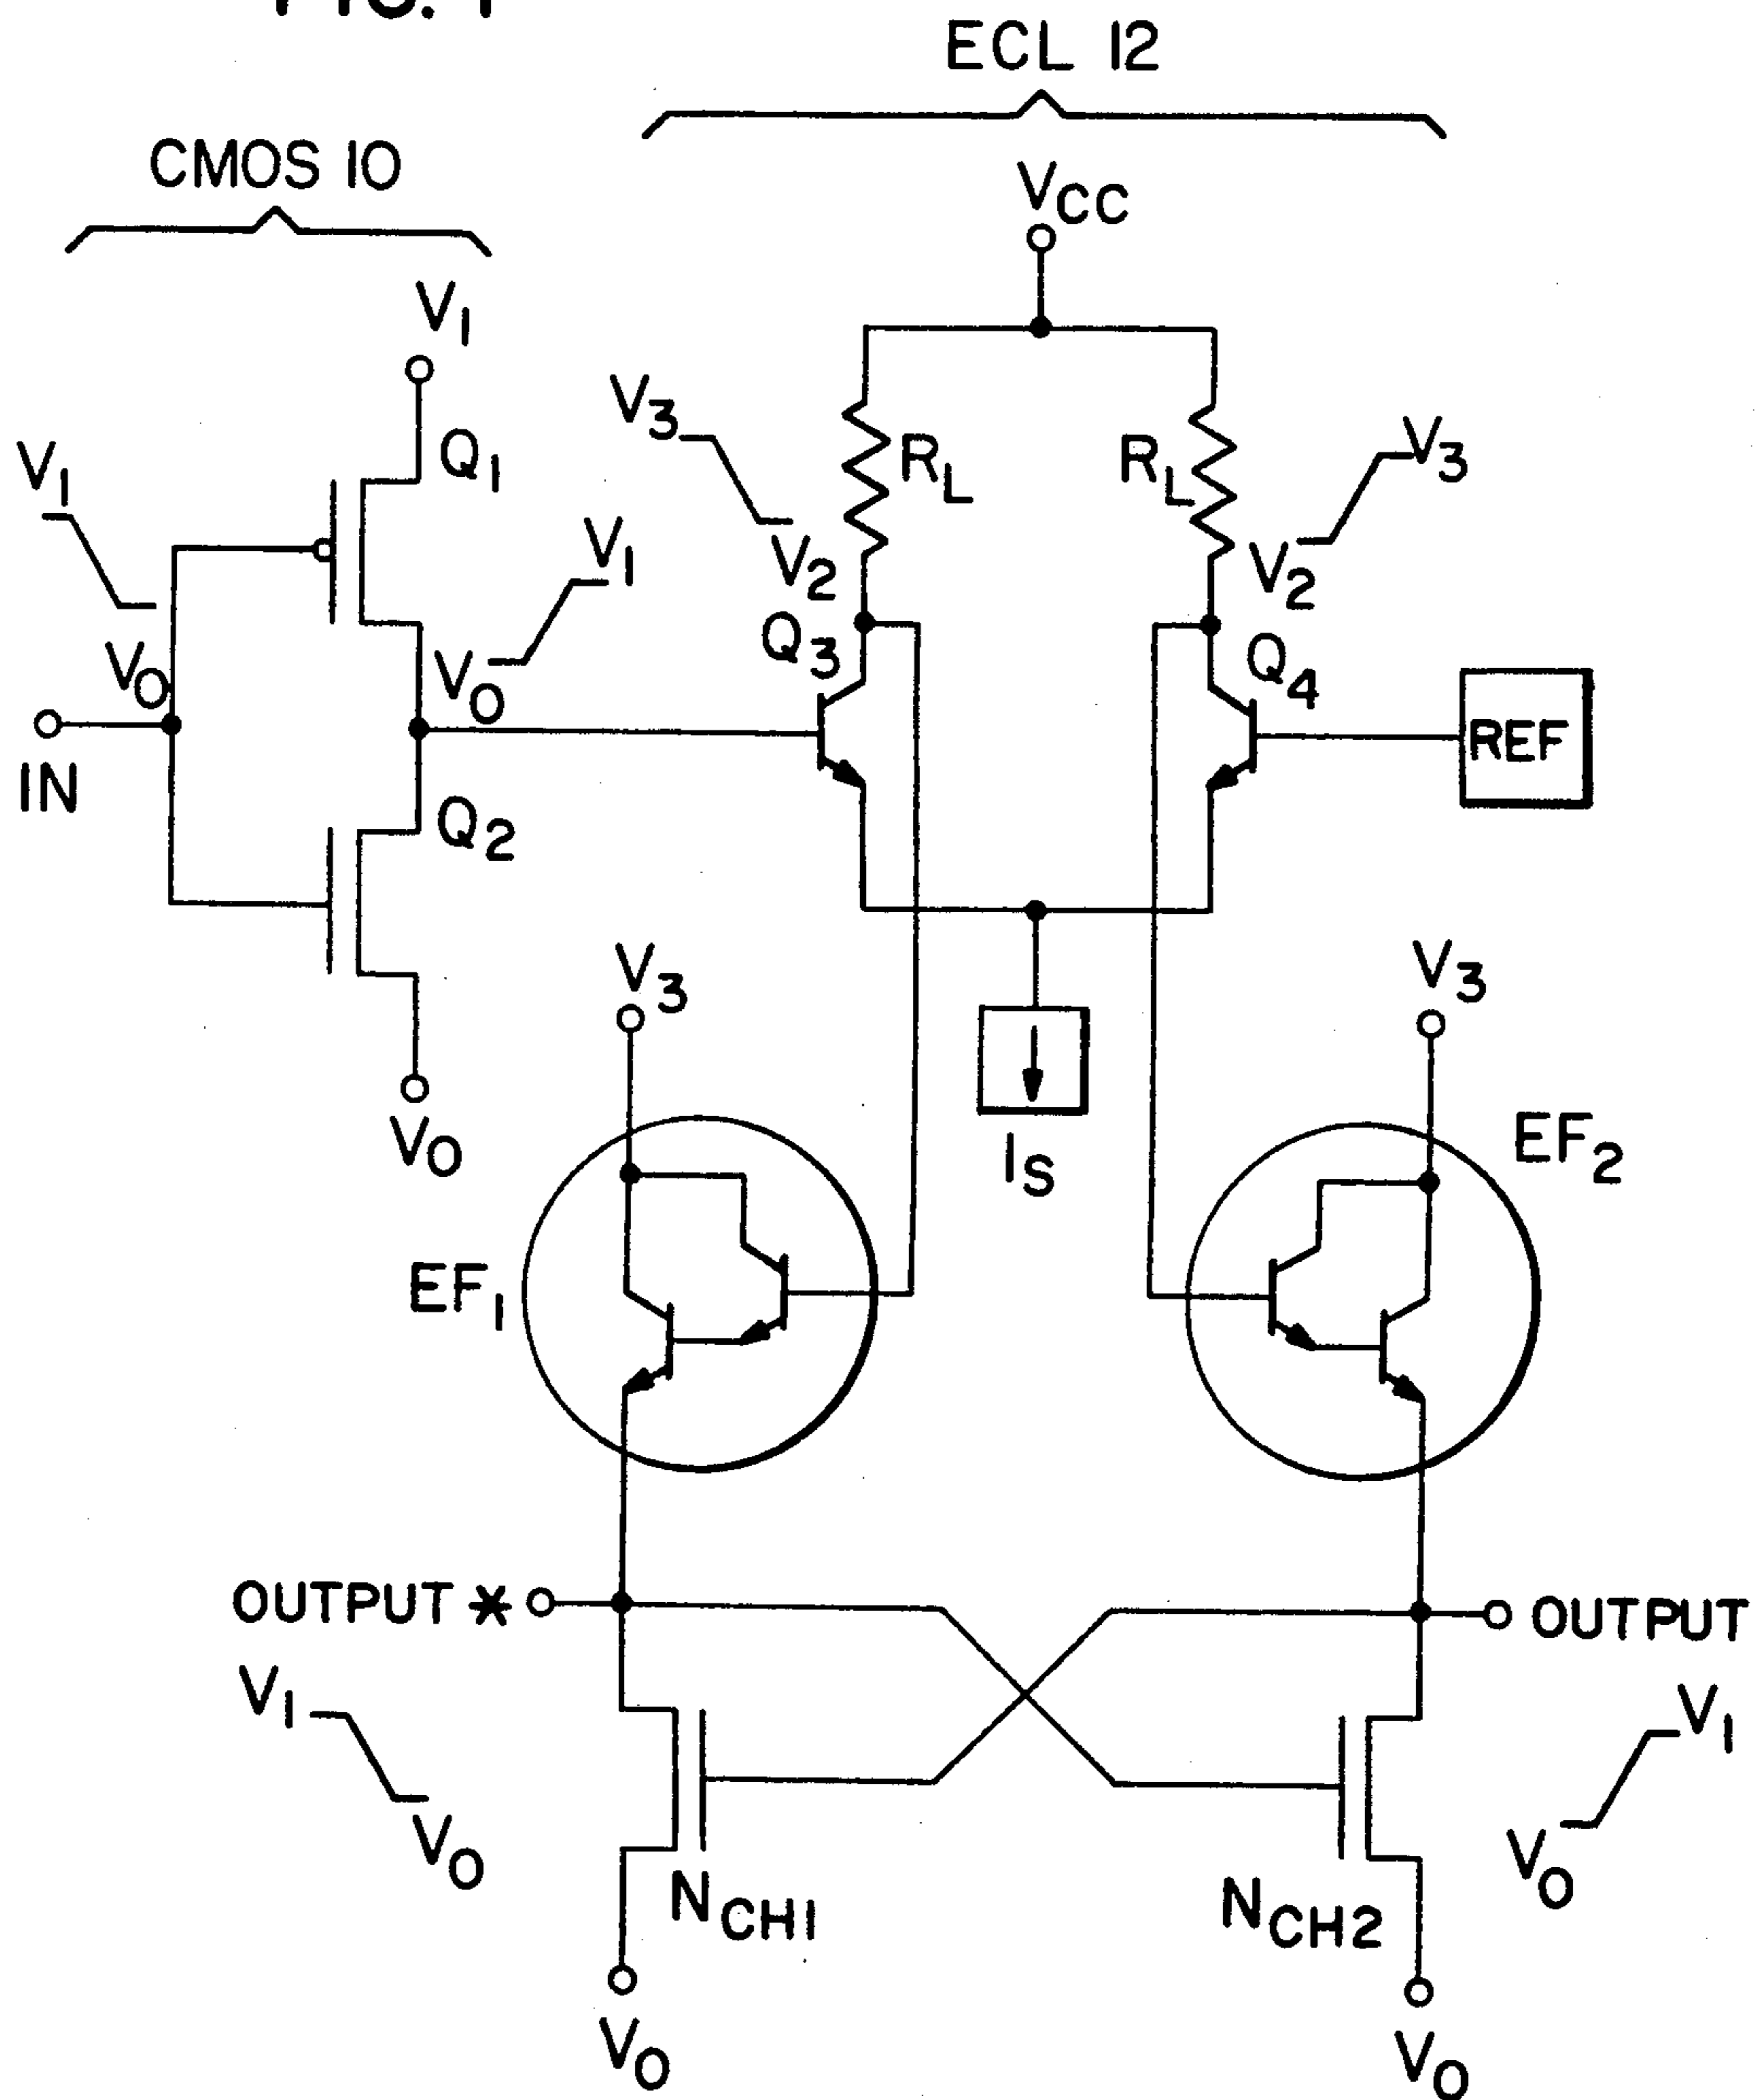 FIG. 1
ECL 12
CMOS 10
VCC
V1
V3
RL
RL
V3
Q1
V1
V1
V2
V2
Q3
Q4
V0
V0
REF
IN
Q2
V3
V3
V0
IS
EF2
EF1
OUTPUT *
OUTPUT
V1
V1
V0
V0
NCH1
NCH2
V0
V0